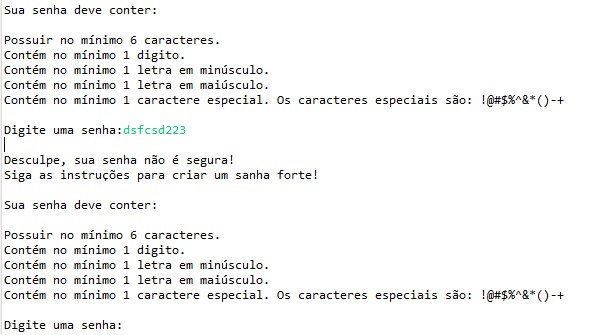 Sua senha deve conter:
Possuir no mínimo 6 caracteres.
Contém no mínimo 1 digito.
Contém no mínimo 1 letra em minúsculo.
Contém no mínimo 1 letra em maiúsculo.
Contém no mínimo 1 caractere especial. Os caracteres especiais são: !@#$%^&*()-+
Digite uma senha:dsfcsd223
Desculpe, sua senha não é segura!
Siga as instruções para criar um sanha forte!
Sua senha deve conter:
Possuir no mínimo 6 caracteres.
Contém no mínimo 1 digito.
Contém no mínimo 1 letra em minúsculo.
Contém no mínimo 1 letra em maiúsculo.
Contém no mínimo 1 caractere especial. Os caracteres especiais são: !@#$%^&*()-+
Digite uma senha: